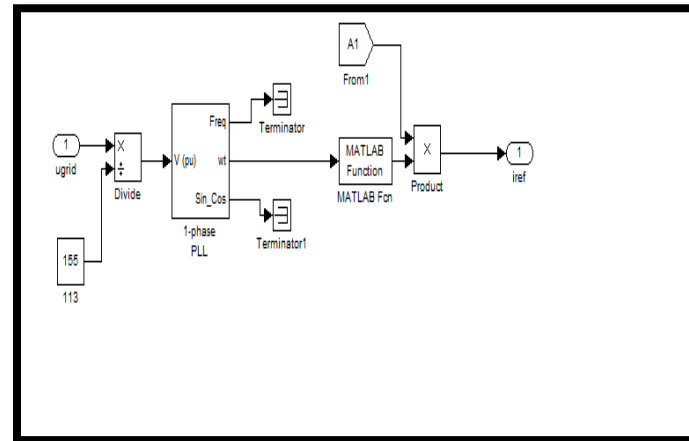 A1
From1
Freq
Terminator
1
ugrid
×
÷
Divide
V (pu)
wt
Sin_Cos
1-phase
PLL
Terminator1
MATLAB
Function
MATLAB Fcn
×
Product
1
iref
155
113